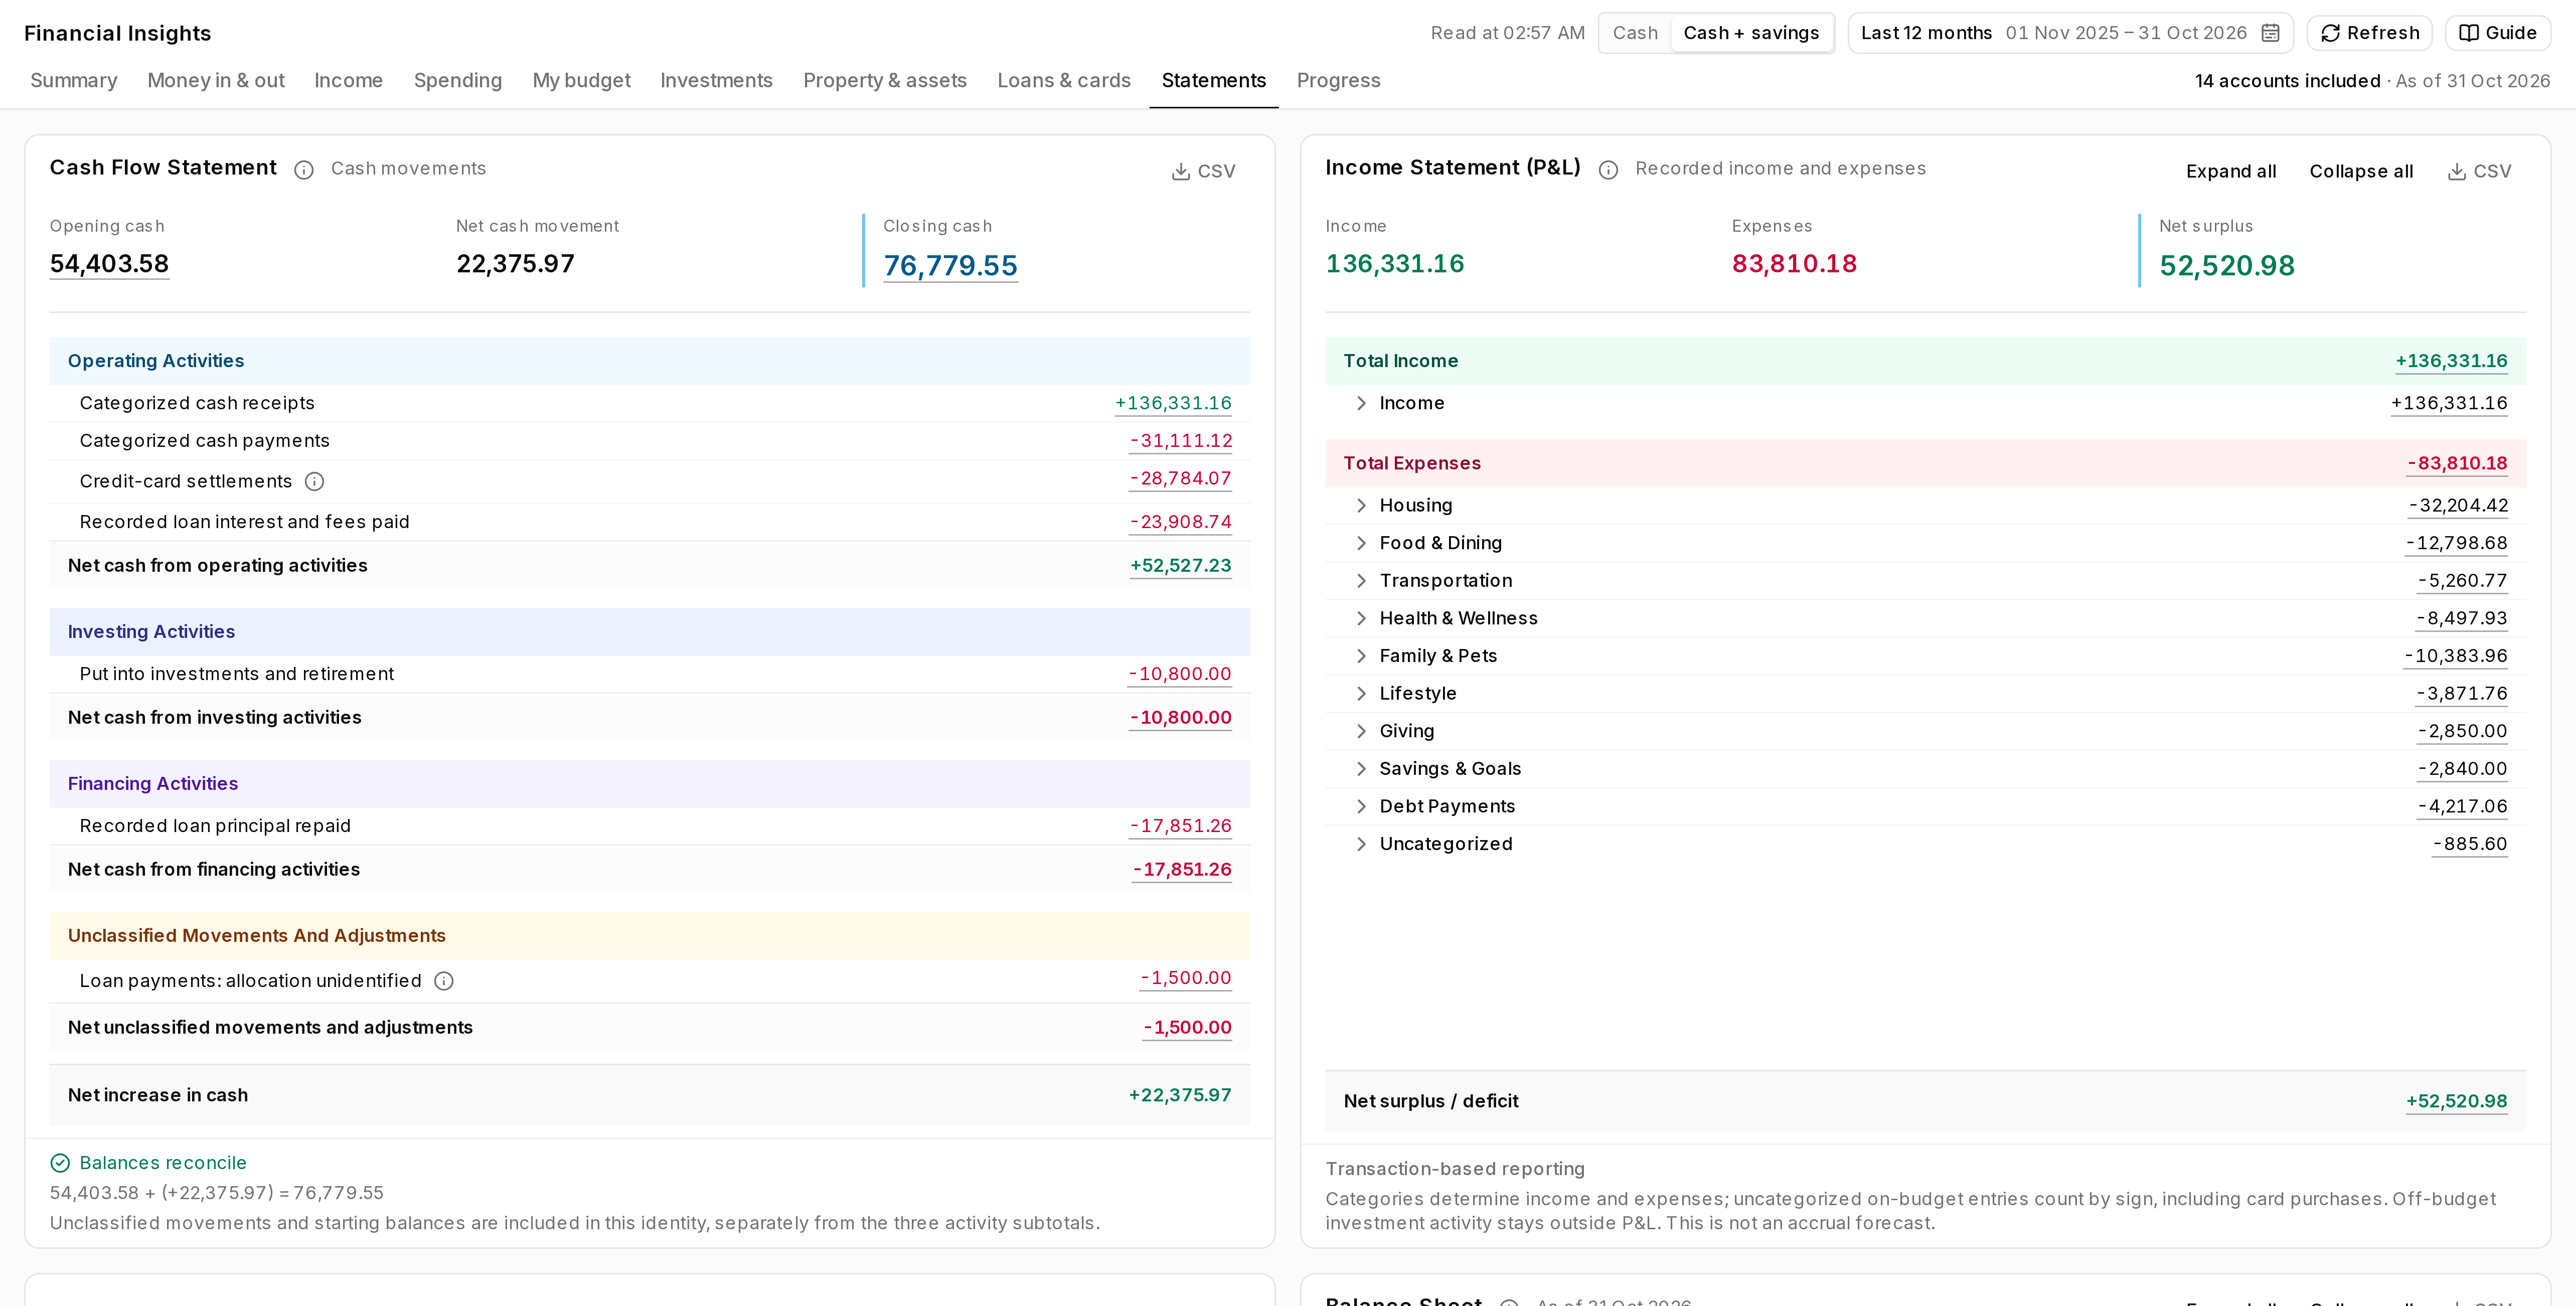 Financial Insights
Read at 02:57 AM
Cash
Cash + savings
Last 12 months 01 Nov 2025 – 31 Oct 2026
Refresh
Guide
Summary
Money in & out
Income
Spending
My budget
Investments
Property & assets
Loans & cards
Statements
Progress
14 accounts included · As of 31 Oct 2026
Cash Flow Statement Cash movements
CSV
Opening cash
54,403.58
Net cash movement
22,375.97
Closing cash
76,779.55
Operating Activities
Categorized cash receipts +136,331.16
Categorized cash payments -31,111.12
Credit-card settlements -28,784.07
Recorded loan interest and fees paid -23,908.74
Net cash from operating activities +52,527.23
Investing Activities
Put into investments and retirement -10,800.00
Net cash from investing activities -10,800.00
Financing Activities
Recorded loan principal repaid -17,851.26
Net cash from financing activities -17,851.26
Unclassified Movements And Adjustments
Loan payments: allocation unidentified -1,500.00
Net unclassified movements and adjustments -1,500.00
Net increase in cash +22,375.97
Balances reconcile
54,403.58 + (+22,375.97) = 76,779.55
Unclassified movements and starting balances are included in this identity, separately from the three activity subtotals.
Income Statement (P&L) Recorded income and expenses
Expand all
Collapse all
CSV
Income
136,331.16
Expenses
83,810.18
Net surplus
52,520.98
Total Income +136,331.16
Income +136,331.16
Total Expenses -83,810.18
Housing -32,204.42
Food & Dining -12,798.68
Transportation -5,260.77
Health & Wellness -8,497.93
Family & Pets -10,383.96
Lifestyle -3,871.76
Giving -2,850.00
Savings & Goals -2,840.00
Debt Payments -4,217.06
Uncategorized -885.60
Net surplus / deficit +52,520.98
Transaction-based reporting
Categories determine income and expenses; uncategorized on-budget entries count by sign, including card purchases. Off-budget
investment activity stays outside P&L. This is not an accrual forecast.
Balance Sheet As of 31 Oct 2026
Expand all
Collapse all
CSV